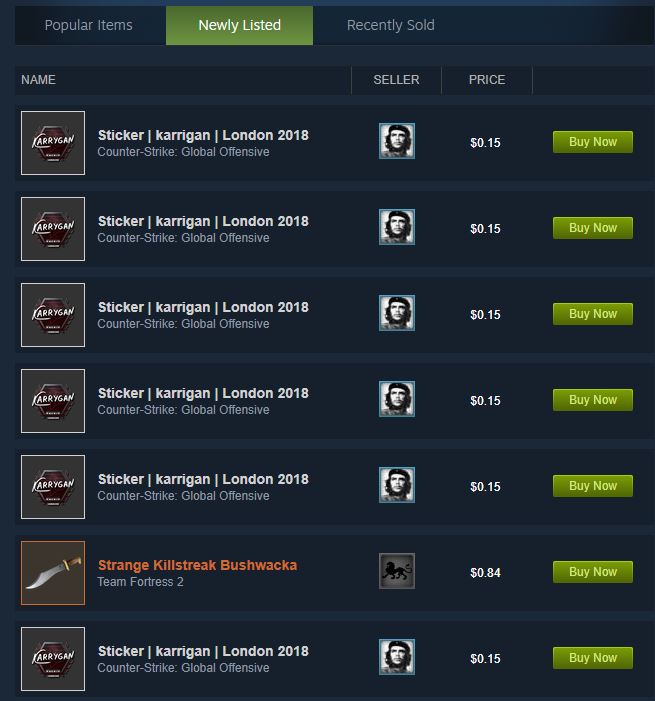 Popular Items Newly Listed Recently Sold
NAME SELLER PRICE
KARRYGAN
Sticker | karrigan | London 2018
Counter-Strike: Global Offensive
$0.15
Buy Now
KARRYGAN
Sticker | karrigan | London 2018
Counter-Strike: Global Offensive
$0.15
Buy Now
KARRYGAN
Sticker | karrigan | London 2018
Counter-Strike: Global Offensive
$0.15
Buy Now
KARRYGAN
Sticker | karrigan | London 2018
Counter-Strike: Global Offensive
$0.15
Buy Now
KARRYGAN
Sticker | karrigan | London 2018
Counter-Strike: Global Offensive
$0.15
Buy Now
Strange Killstreak Bushwacka
Team Fortress 2
$0.84
Buy Now
KARRYGAN
Sticker | karrigan | London 2018
Counter-Strike: Global Offensive
$0.15
Buy Now